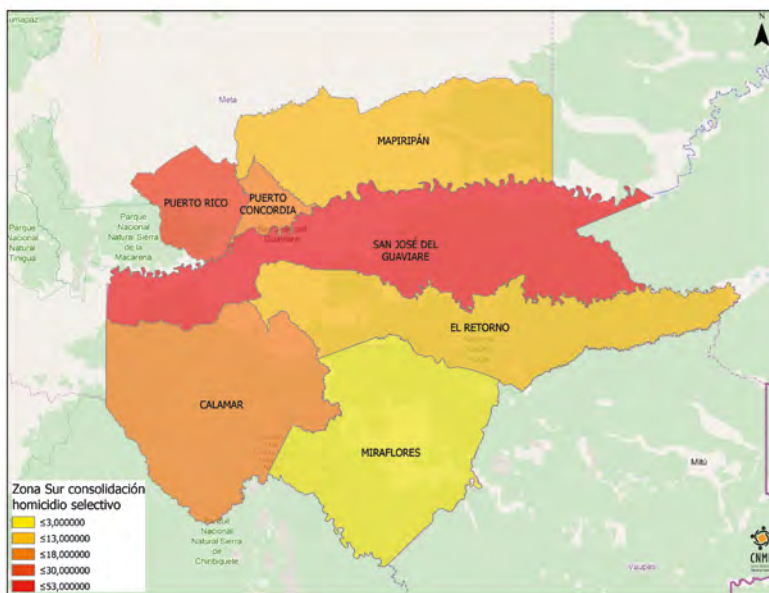 N
Meta
MAPIRIPÁN
PUERTO RICO
PUERTO
CONCORDIA
Parque
Nacional
Natural Sierra
de la
Macarena
Parque
Nacional
Natural
Tinigua
SAN JOSÉ DEL
GUAVIARE
EL RETORNO
CALAMAR
MIRAFLORES
Mitú
Zona Sur consolidación
homicidio selectivo
≤3,000000
≤13,000000
≤18,000000
≤30,000000
≤53,000000
Parque
Nacional
Natural Sierra
de
Chiribiquete
Vaupés
CNMH